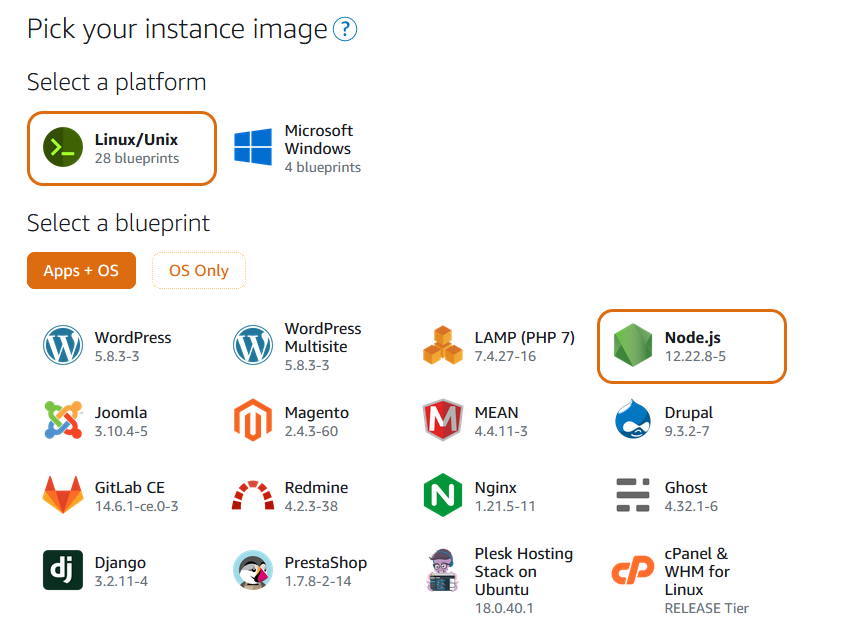 Pick your instance image ?
Select a platform
Linux/Unix
28 blueprints
Microsoft
Windows
4 blueprints
Select a blueprint
Apps + OS
OS Only
WordPress
5.8.3-3
WordPress
Multisite
5.8.3-3
LAMP (PHP 7)
7.4.27-16
Node.js
12.22.8-5
Joomla
3.10.4-5
Magento
2.4.3-60
MEAN
4.4.11-3
Drupal
9.3.2-7
GitLab CE
14.6.1-ce.0-3
Redmine
4.2.3-38
Nginx
1.21.5-11
Ghost
4.32.1-6
dj
Django
3.2.11-4
PrestaShop
1.7.8-2-14
Plesk Hosting
Stack on
Ubuntu
18.0.40.1
cP
cPanel &
WHM for
Linux
RELEASE Tier